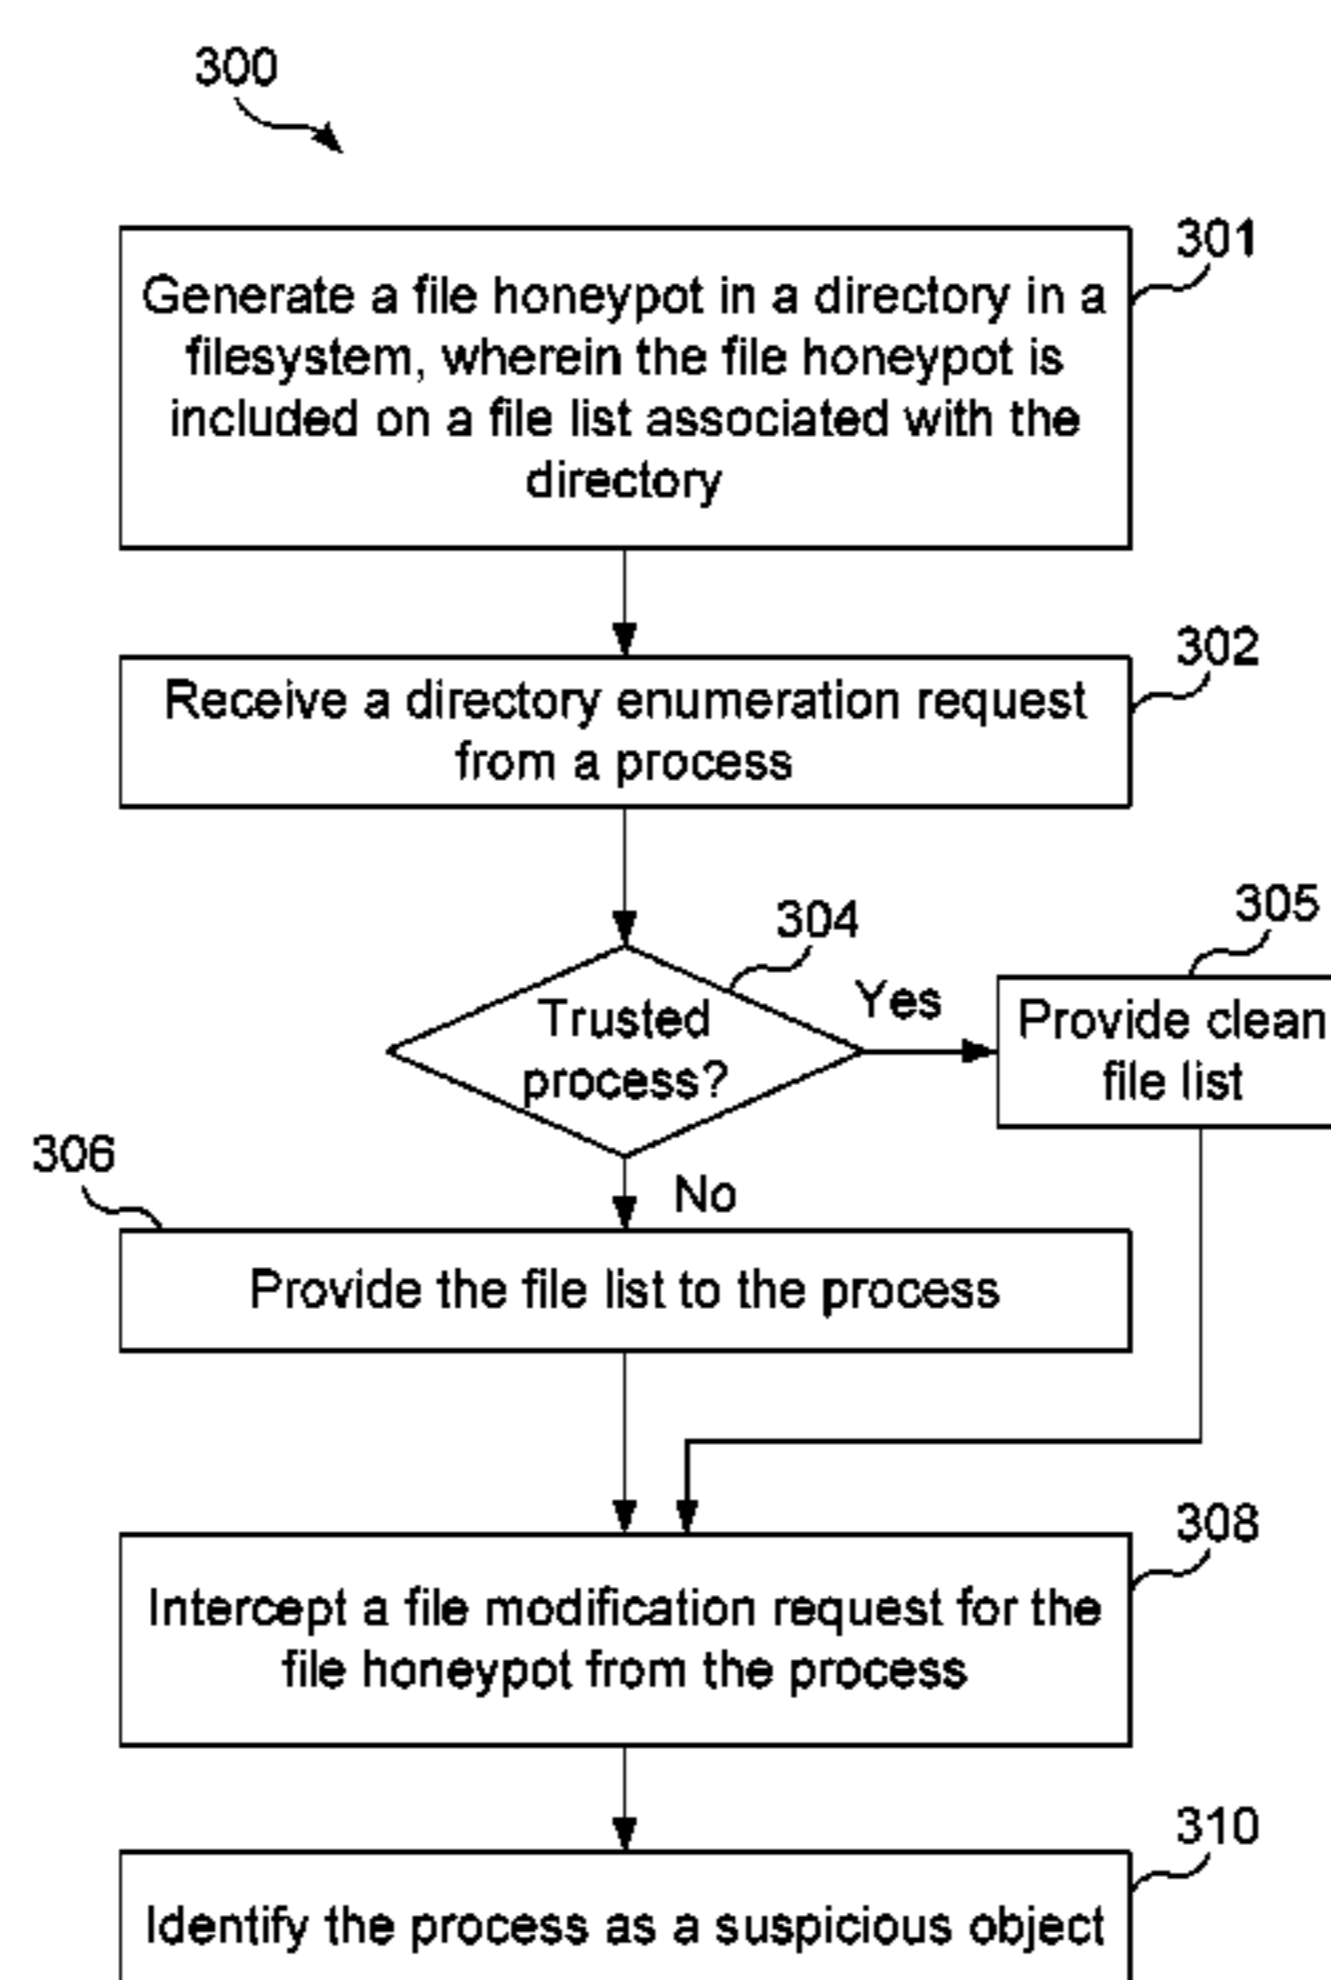 300
301
Generate a file honeypot in a directory in a
filesystem, wherein the file honeypot is
included on a file list associated with the
directory
302
Receive a directory enumeration request
from a process
304
305
Trusted
process?
Yes
Provide clean
file list
306
No
Provide the file list to the process
308
Intercept a file modification request for the
file honeypot from the process
310
Identify the process as a suspicious object